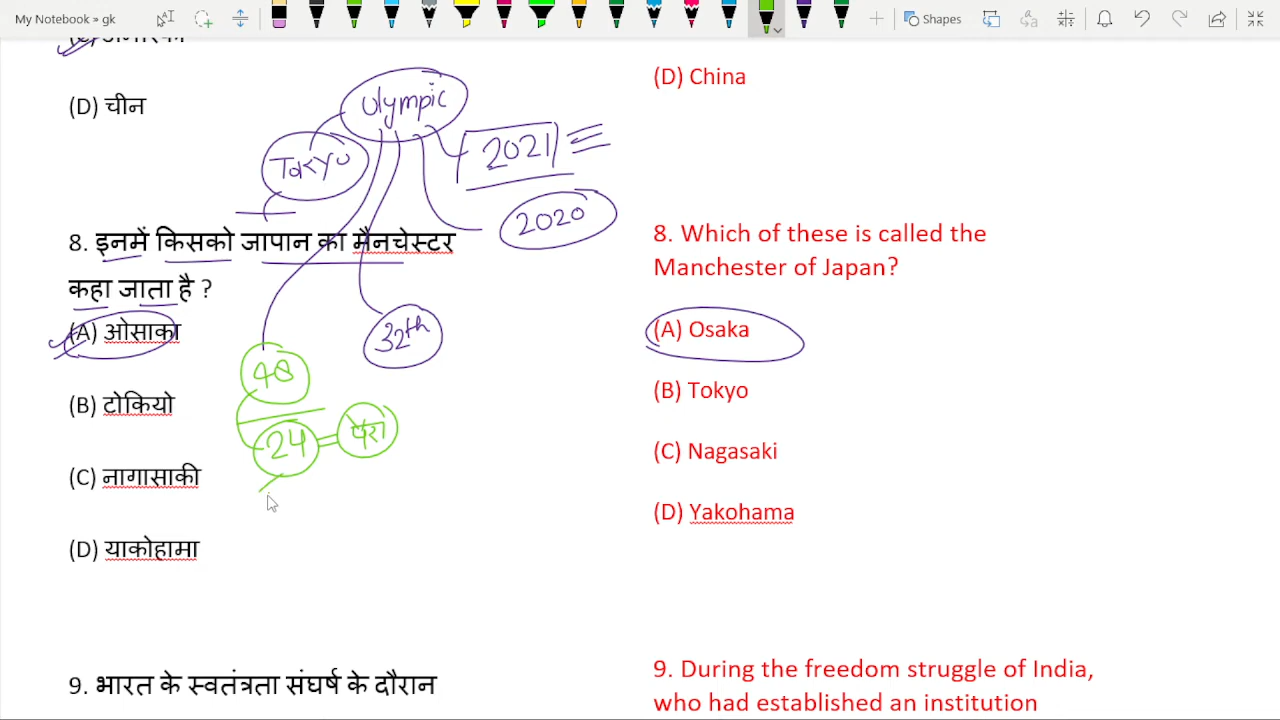 My Notebook » gk
Shapes
(D) चीन
(D) China
Olympic
Tokyo
2021
2020
8. इनमें किसको जापान का मैनचेस्टर
कहा जाता है ?
(A) ओसाका
(B) टोकियो
(C) नागासाकी
(D) याकोहामा
32th
48
24 = पैरा
8. Which of these is called the
Manchester of Japan?
(A) Osaka
(B) Tokyo
(C) Nagasaki
(D) Yakohama
9. भारत के स्वतंत्रता संघर्ष के दौरान
9. During the freedom struggle of India,
who had established an institution